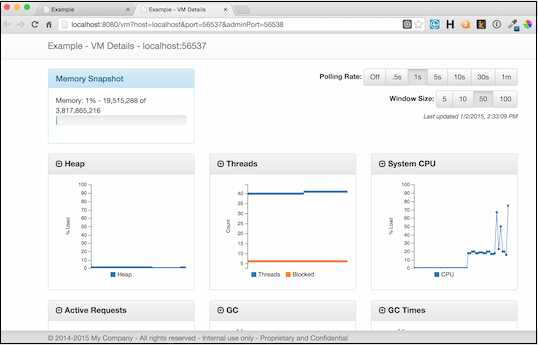 Example
Example - VM Details
localhost:8080/vm?host=localhost&port=56537&adminPort=56538
Example - VM Details - localhost:56537
Memory Snapshot
Memory: 1% - 19,515,288 of
3,817,865,216
Polling Rate: Off .5s 1s 5s 10s 30s 1m
Window Size: 5 10 50 100
Last updated 1/2/2015, 2:33:09 PM
Heap
% Used
100
90
80
70
60
50
40
30
20
10
0
Heap
Threads
Count
40
35
30
25
20
15
10
5
Threads Blocked
System CPU
% Load
100
90
80
70
60
50
40
30
20
10
0
CPU
Active Requests
GC
GC Times
© 2014-2015 My Company - All rights reserved - Internal use only - Proprietary and Confidential